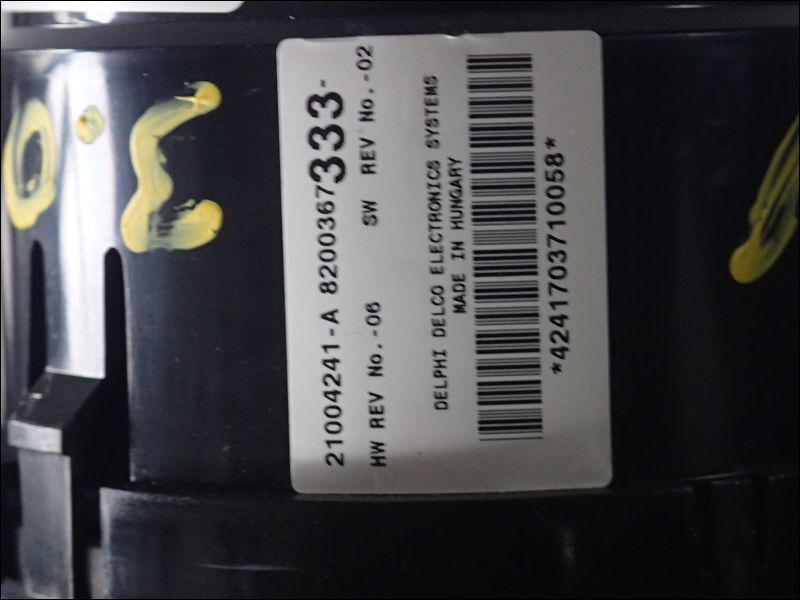 21004241-A 8200367333-
HW REV No.-06 SW REV No.-02
DELPHI DELCO ELECTRONICS SYSTEMS
MADE IN HUNGARY
*4241703710058*